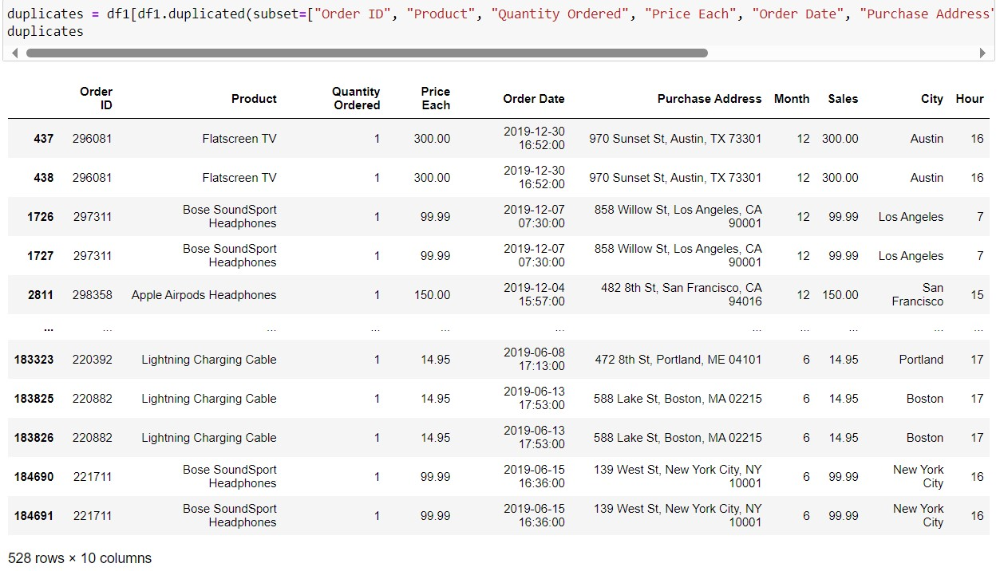 duplicates = df1[df1.duplicated(subset=["Order ID", "Product", "Quantity Ordered", "Price Each", "Order Date", "Purchase Address"
duplicates
Order ID Product Quantity Ordered Price Each Order Date Purchase Address Month Sales City Hour
437 296081 Flatscreen TV 1 300.00 2019-12-30 16:52:00 970 Sunset St, Austin, TX 73301 12 300.00 Austin 16
438 296081 Flatscreen TV 1 300.00 2019-12-30 16:52:00 970 Sunset St, Austin, TX 73301 12 300.00 Austin 16
1726 297311 Bose SoundSport Headphones 1 99.99 2019-12-07 07:30:00 858 Willow St, Los Angeles, CA 90001 12 99.99 Los Angeles 7
1727 297311 Bose SoundSport Headphones 1 99.99 2019-12-07 07:30:00 858 Willow St, Los Angeles, CA 90001 12 99.99 Los Angeles 7
2811 298358 Apple Airpods Headphones 1 150.00 2019-12-04 15:57:00 482 8th St, San Francisco, CA 94016 12 150.00 San Francisco 15
... ... ... ... ... ... ... ... ... ... ...
183323 220392 Lightning Charging Cable 1 14.95 2019-06-08 17:13:00 472 8th St, Portland, ME 04101 6 14.95 Portland 17
183825 220882 Lightning Charging Cable 1 14.95 2019-06-13 17:53:00 588 Lake St, Boston, MA 02215 6 14.95 Boston 17
183826 220882 Lightning Charging Cable 1 14.95 2019-06-13 17:53:00 588 Lake St, Boston, MA 02215 6 14.95 Boston 17
184690 221711 Bose SoundSport Headphones 1 99.99 2019-06-15 16:36:00 139 West St, New York City, NY 10001 6 99.99 New York City 16
184691 221711 Bose SoundSport Headphones 1 99.99 2019-06-15 16:36:00 139 West St, New York City, NY 10001 6 99.99 New York City 16
528 rows × 10 columns